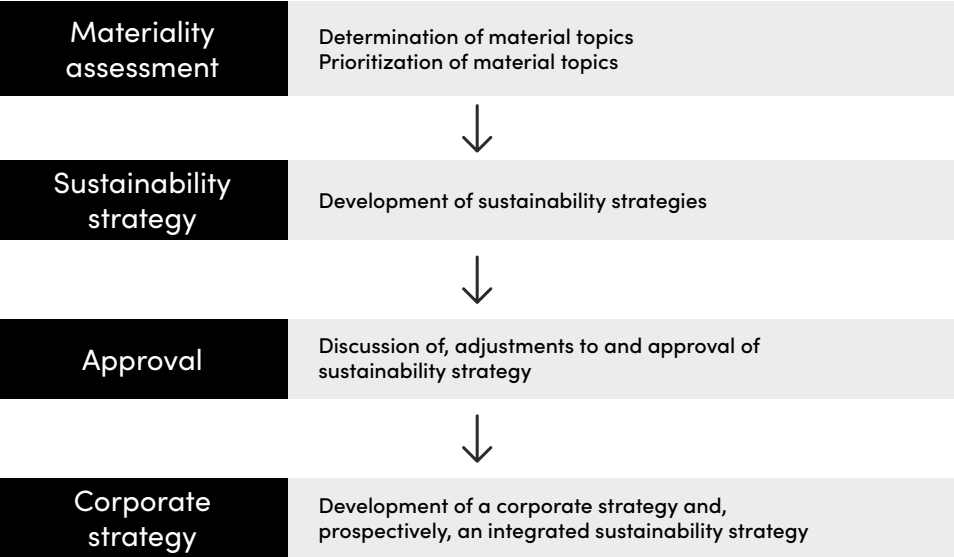 Materiality
assessment
Determination of material topics
Prioritization of material topics
Sustainability
strategy
Development of sustainability strategies
Approval
Discussion of, adjustments to and approval of
sustainability strategy
Corporate
strategy
Development of a corporate strategy and,
prospectively, an integrated sustainability strategy